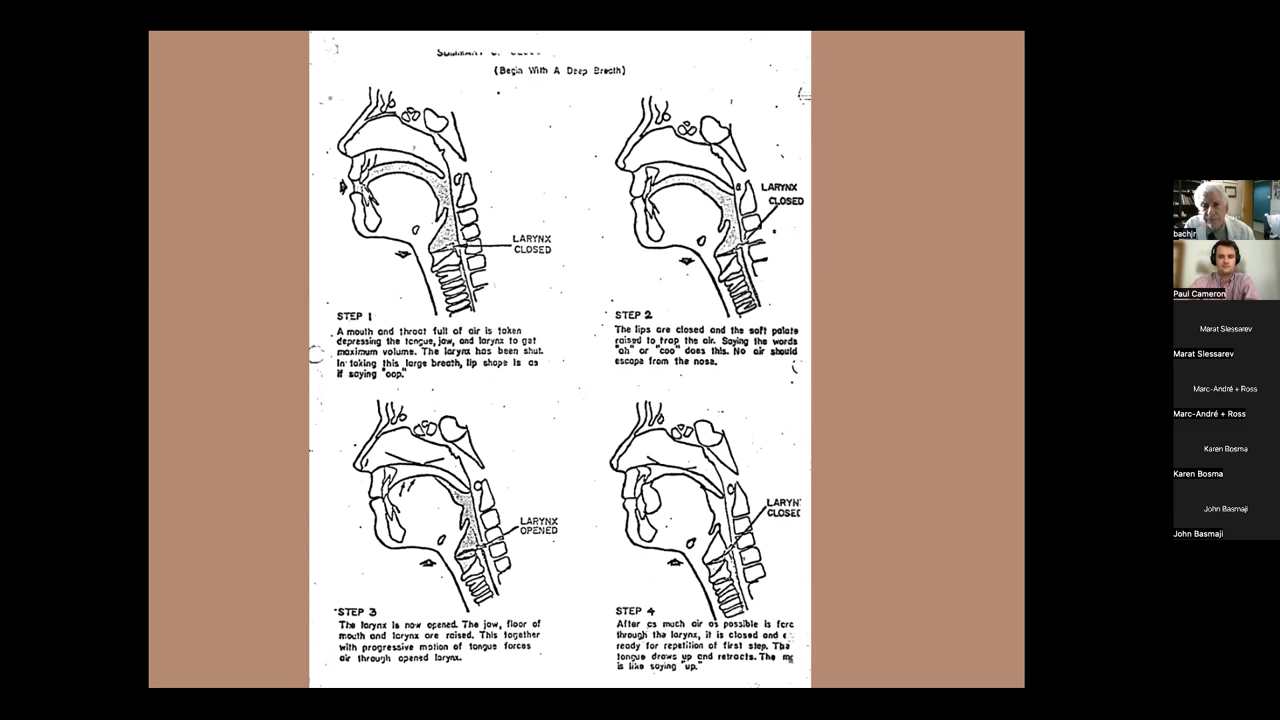 (Begin With A Deep Breath)
LARYNX
CLOSED
STEP 1
A mouth and throat full of air is taken
depressing the tongue, jaw, and larynx to get
maximum volume. The larynx has been shut.
In taking this large breath, lip shape is as
if saying "oop."
LARYNX
CLOSED
STEP 2
The lips are closed and the soft palate
raised to trap the air. Saying the words
"ah" or "coo" does this. No air should
escape from the nose.
LARYNX
OPENED
STEP 3
The larynx is now opened. The jaw, floor of
mouth and larynx are raised. This together
with progressive motion of tongue forces
air through opened larynx.
LARYN
CLOSED
STEP 4
After as much air as possible is forc
through the larynx, it is closed and
ready for repetition of first step. The
tongue draws up and retracts. The
is like saying "up."
bachjr
Paul Cameron
Marat Slessarev
Marat Slessarev
Marc-André + Ross
Marc-André + Ross
Karen Bosma
Karen Bosma
John Basmaji
John Basmaji